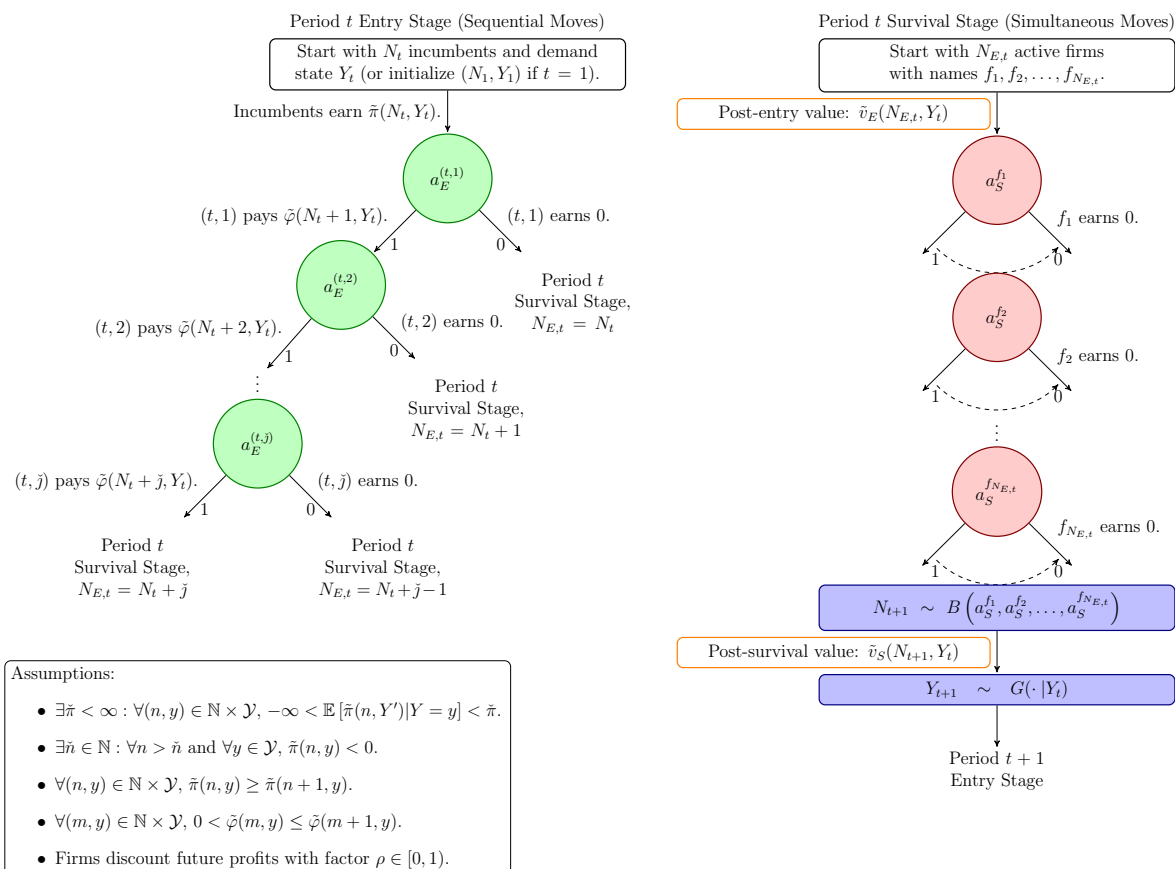 Period t Entry Stage (Sequential Moves)
Start with N_t incumbents and demand
state Y_t (or initialize (N_1, Y_1) if t = 1).
Incumbents earn π̃(N_t, Y_t).
a_E^{(t,1)}
(t, 1) pays φ̃(N_t + 1, Y_t).
(t, 1) earns 0.
1
0
a_E^{(t,2)}
Period t
Survival Stage,
N_{E,t} = N_t
(t, 2) pays φ̃(N_t + 2, Y_t).
(t, 2) earns 0.
1
0
⋮
Period t
Survival Stage,
N_{E,t} = N_t + 1
a_E^{(t,ǰ)}
(t, ǰ) pays φ̃(N_t + ǰ, Y_t).
(t, ǰ) earns 0.
1
0
Period t
Survival Stage,
N_{E,t} = N_t + ǰ
Period t
Survival Stage,
N_{E,t} = N_t + ǰ − 1
Assumptions:
• ∃π̌ < ∞ : ∀(n, y) ∈ ℕ × 𝒴, −∞ < 𝔼 [π̃(n, Y′)|Y = y] < π̌.
• ∃ň ∈ ℕ : ∀n > ň and ∀y ∈ 𝒴, π̃(n, y) < 0.
• ∀(n, y) ∈ ℕ × 𝒴, π̃(n, y) ≥ π̃(n + 1, y).
• ∀(m, y) ∈ ℕ × 𝒴, 0 < φ̃(m, y) ≤ φ̃(m + 1, y).
• Firms discount future profits with factor ρ ∈ [0, 1).
Period t Survival Stage (Simultaneous Moves)
Start with N_{E,t} active firms
with names f_1, f_2, . . . , f_{N_{E,t}}.
Post-entry value: ṽ_E(N_{E,t}, Y_t)
a_S^{f_1}
f_1 earns 0.
1
0
a_S^{f_2}
f_2 earns 0.
1
0
⋮
a_S^{f_{N_{E,t}}}
f_{N_{E,t}} earns 0.
1
0
N_{t+1} ∼ B (a_S^{f_1}, a_S^{f_2}, . . . , a_S^{f_{N_{E,t}}})
Post-survival value: ṽ_S(N_{t+1}, Y_t)
Y_{t+1} ∼ G(· |Y_t)
Period t + 1
Entry Stage